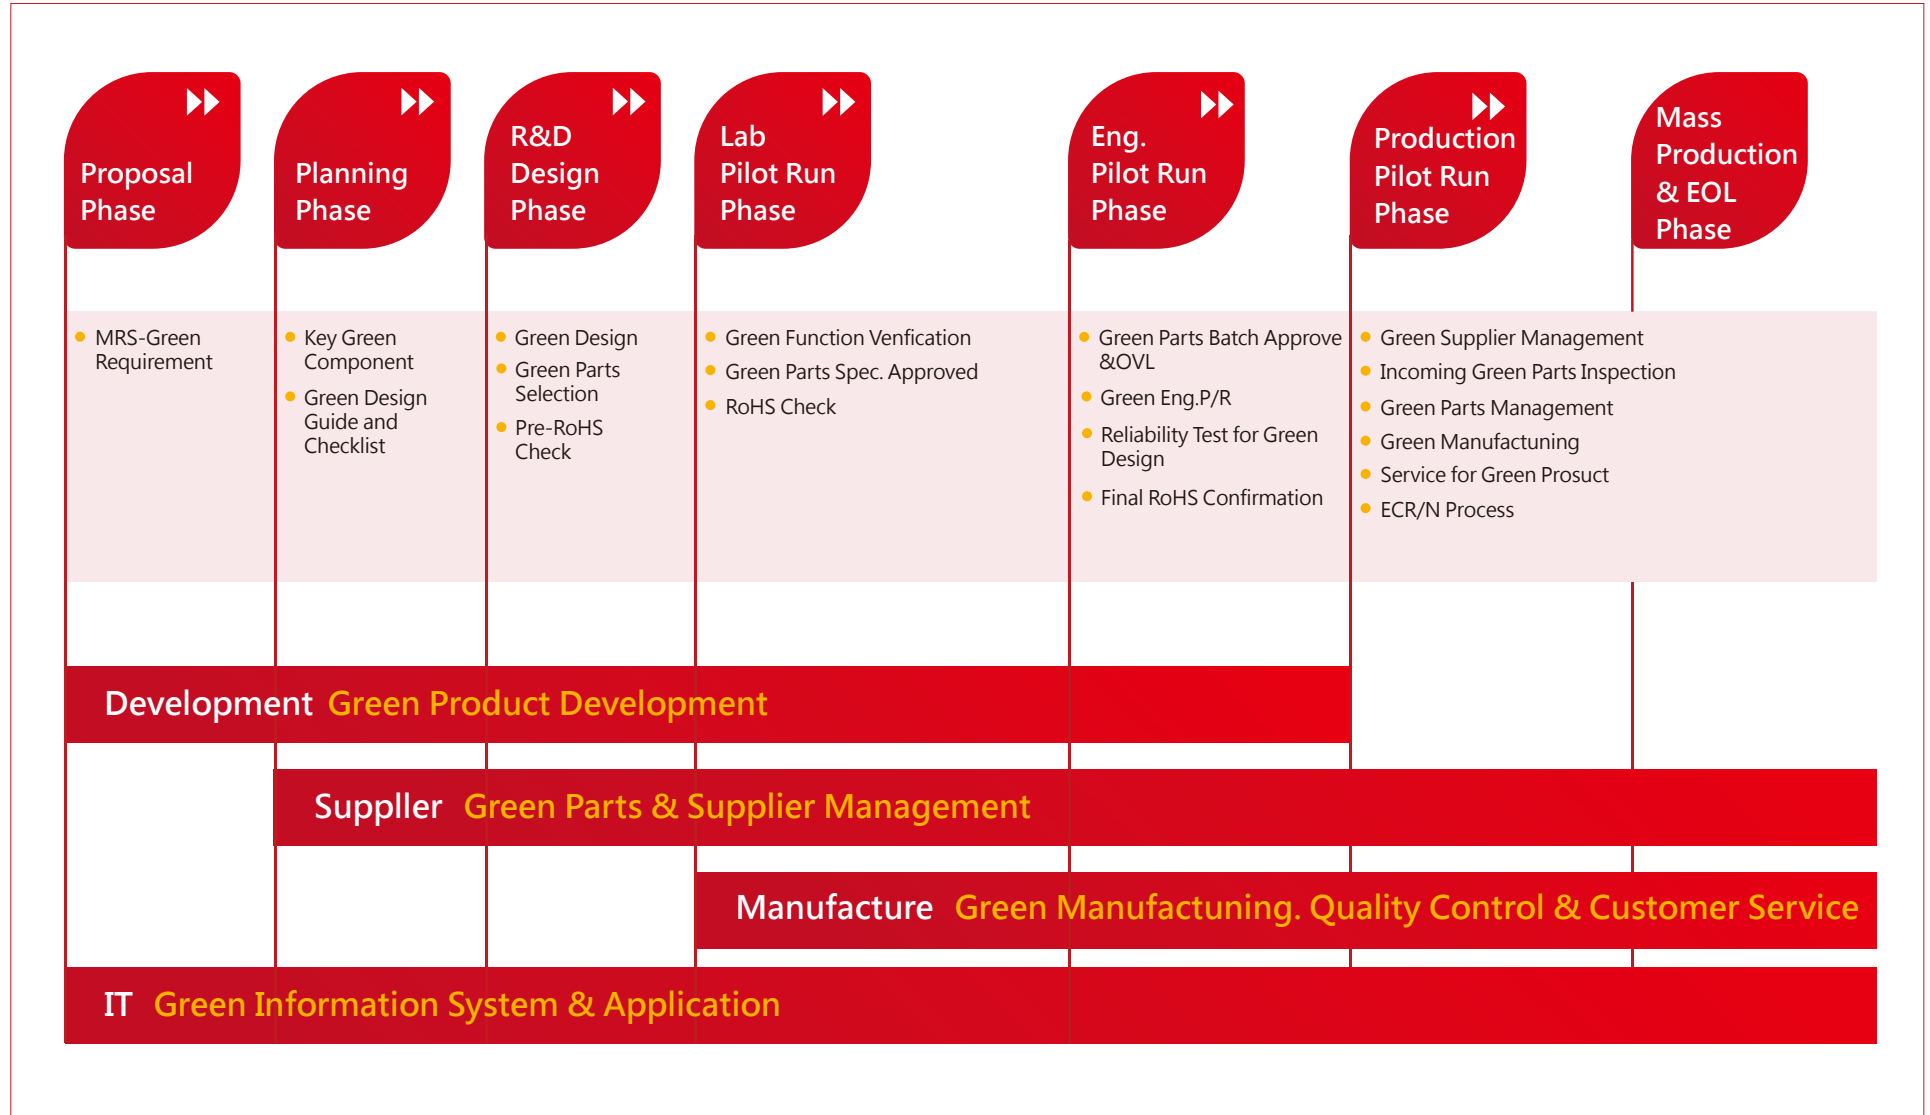 Proposal
Phase
Planning
Phase
R&D
Design
Phase
Lab
Pilot Run
Phase
Eng.
Pilot Run
Phase
Production
Pilot Run
Phase
Mass
Production
& EOL
Phase
MRS-Green
Requirement
Key Green
Component
Green Design
Guide and
Checklist
Green Design
Green Parts
Selection
Pre-RoHS
Check
Green Function Venfication
Green Parts Spec. Approved
RoHS Check
Green Parts Batch Approve
&OVL
Green Eng.P/R
Reliability Test for Green
Design
Final RoHS Confirmation
Green Supplier Management
Incoming Green Parts Inspection
Green Parts Management
Green Manufactuning
Service for Green Prosuct
ECR/N Process
Development Green Product Development
Suppller Green Parts & Supplier Management
Manufacture Green Manufactuning. Quality Control & Customer Service
IT Green Information System & Application